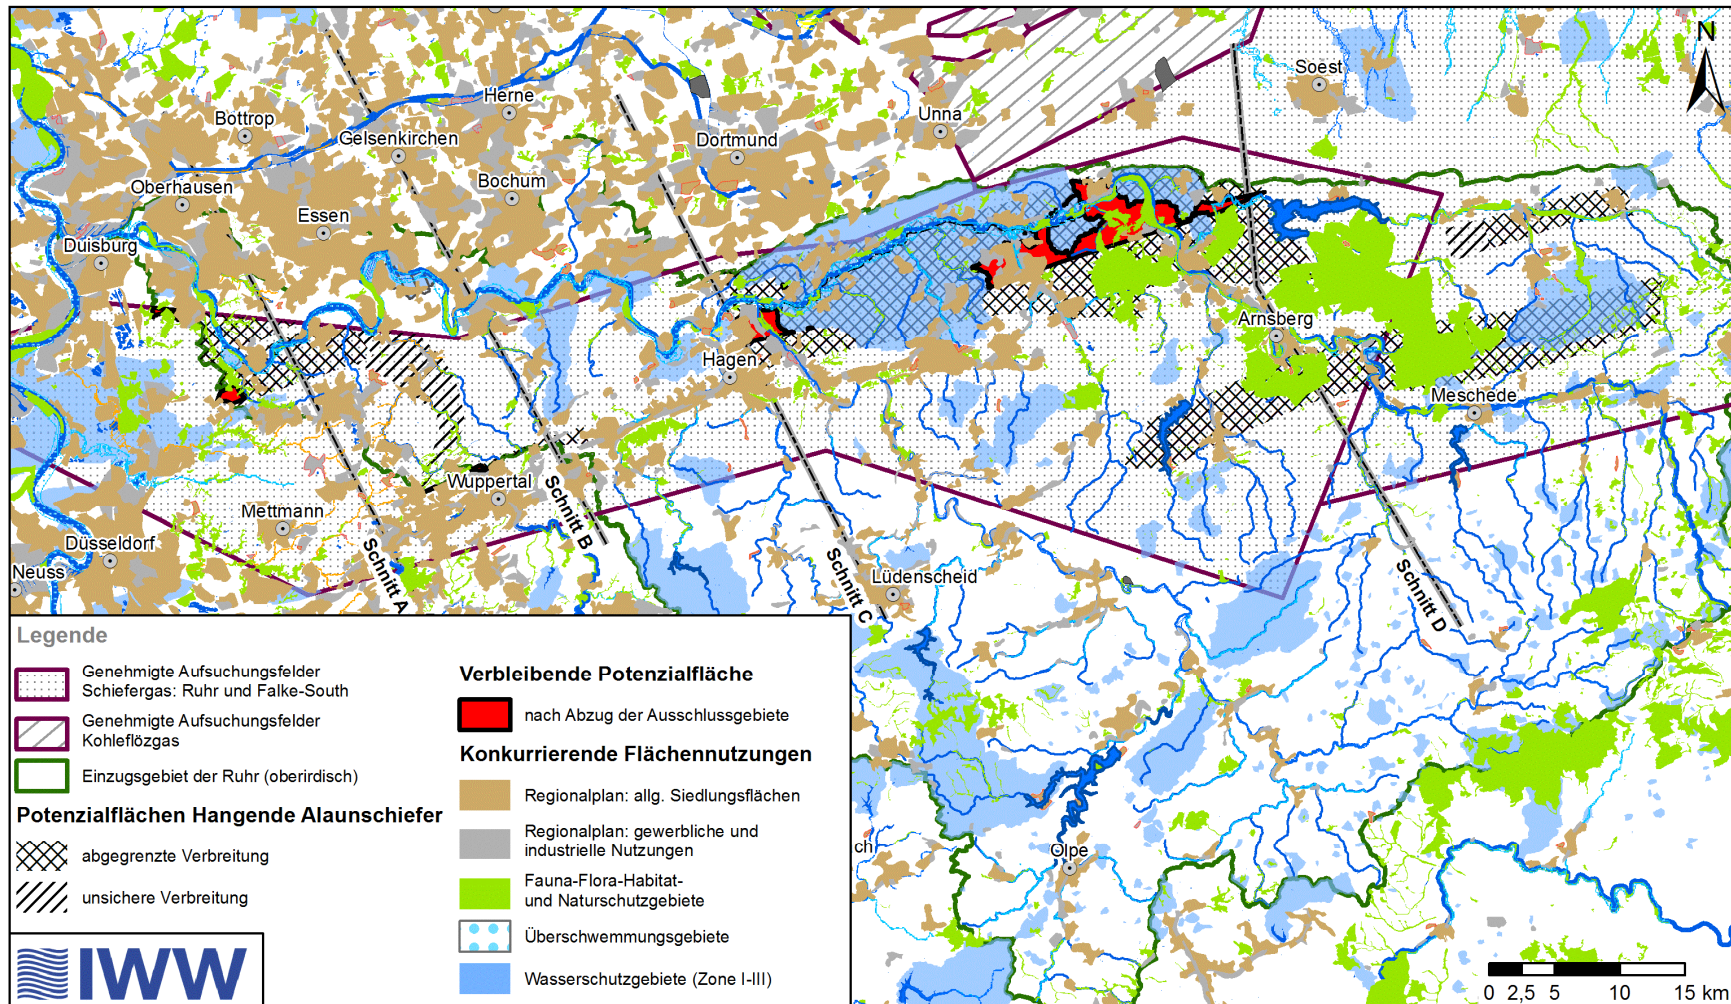 N
Soest
Herne
Bottrop
Unna
Gelsenkirchen
Dortmund
Bochum
Oberhausen
Essen
Duisburg
Arnsberg
Hagen
Meschede
Wuppertal
Schnitt B
Mettmann
Düsseldorf
Schnitt A
Neuss
Schnitt C
Lüdenscheid
Schnitt D
ch
Olpe
Legende
Genehmigte Aufsuchungsfelder
Schiefergas: Ruhr und Falke-South
Genehmigte Aufsuchungsfelder
Kohleflözgas
Einzugsgebiet der Ruhr (oberirdisch)
Potenzialflächen Hangende Alaunschiefer
abgegrenzte Verbreitung
unsichere Verbreitung
IWW
Verbleibende Potenzialfläche
nach Abzug der Ausschlussgebiete
Konkurrierende Flächennutzungen
Regionalplan: allg. Siedlungsflächen
Regionalplan: gewerbliche und
industrielle Nutzungen
Fauna-Flora-Habitat-
und Naturschutzgebiete
Überschwemmungsgebiete
Wasserschutzgebiete (Zone I-III)
0 2,5 5 10 15 km